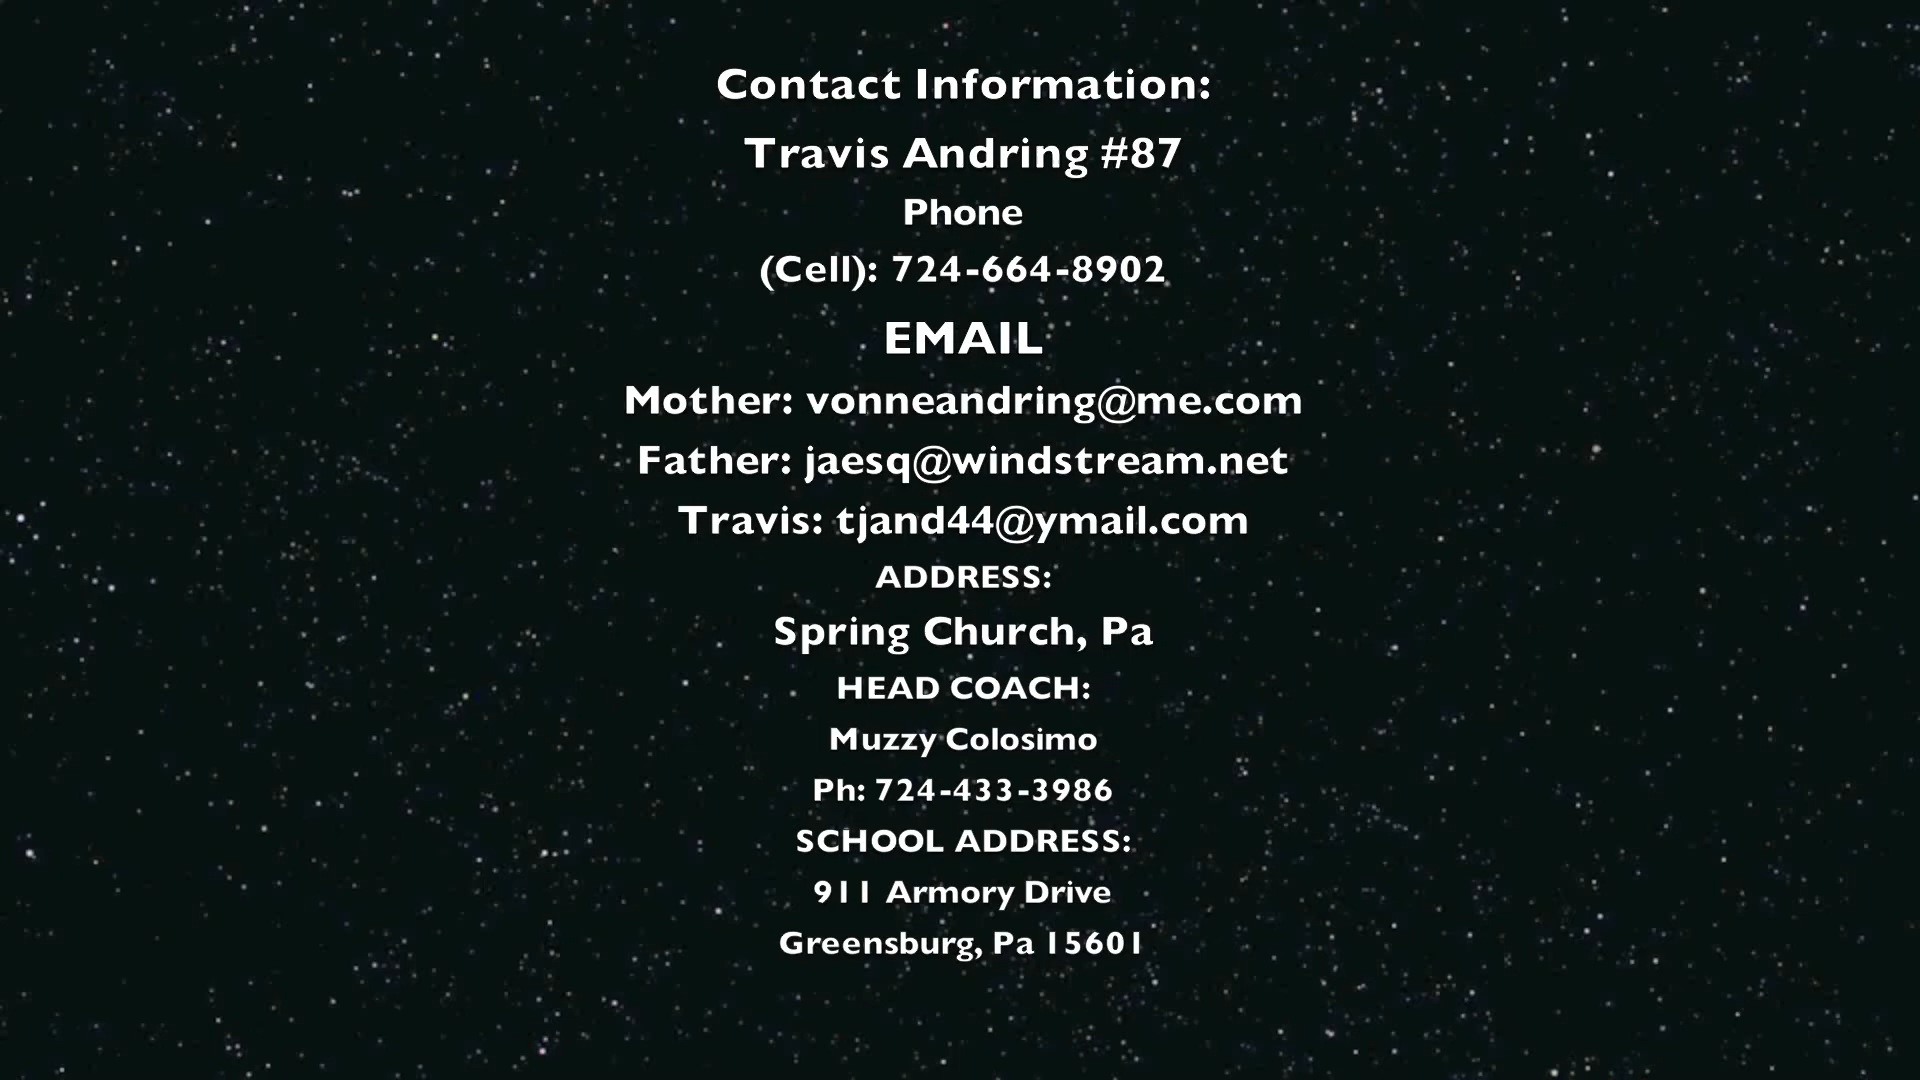 Contact Information:
Travis Andring #87
Phone
(Cell): 724-664-8902
EMAIL
Mother: vonneandring@me.com
Father: jaesq@windstream.net
Travis: tjand44@ymail.com
ADDRESS:
Spring Church, Pa
HEAD COACH:
Muzzy Colosimo
Ph: 724-433-3986
SCHOOL ADDRESS:
911 Armory Drive
Greensburg, Pa 15601